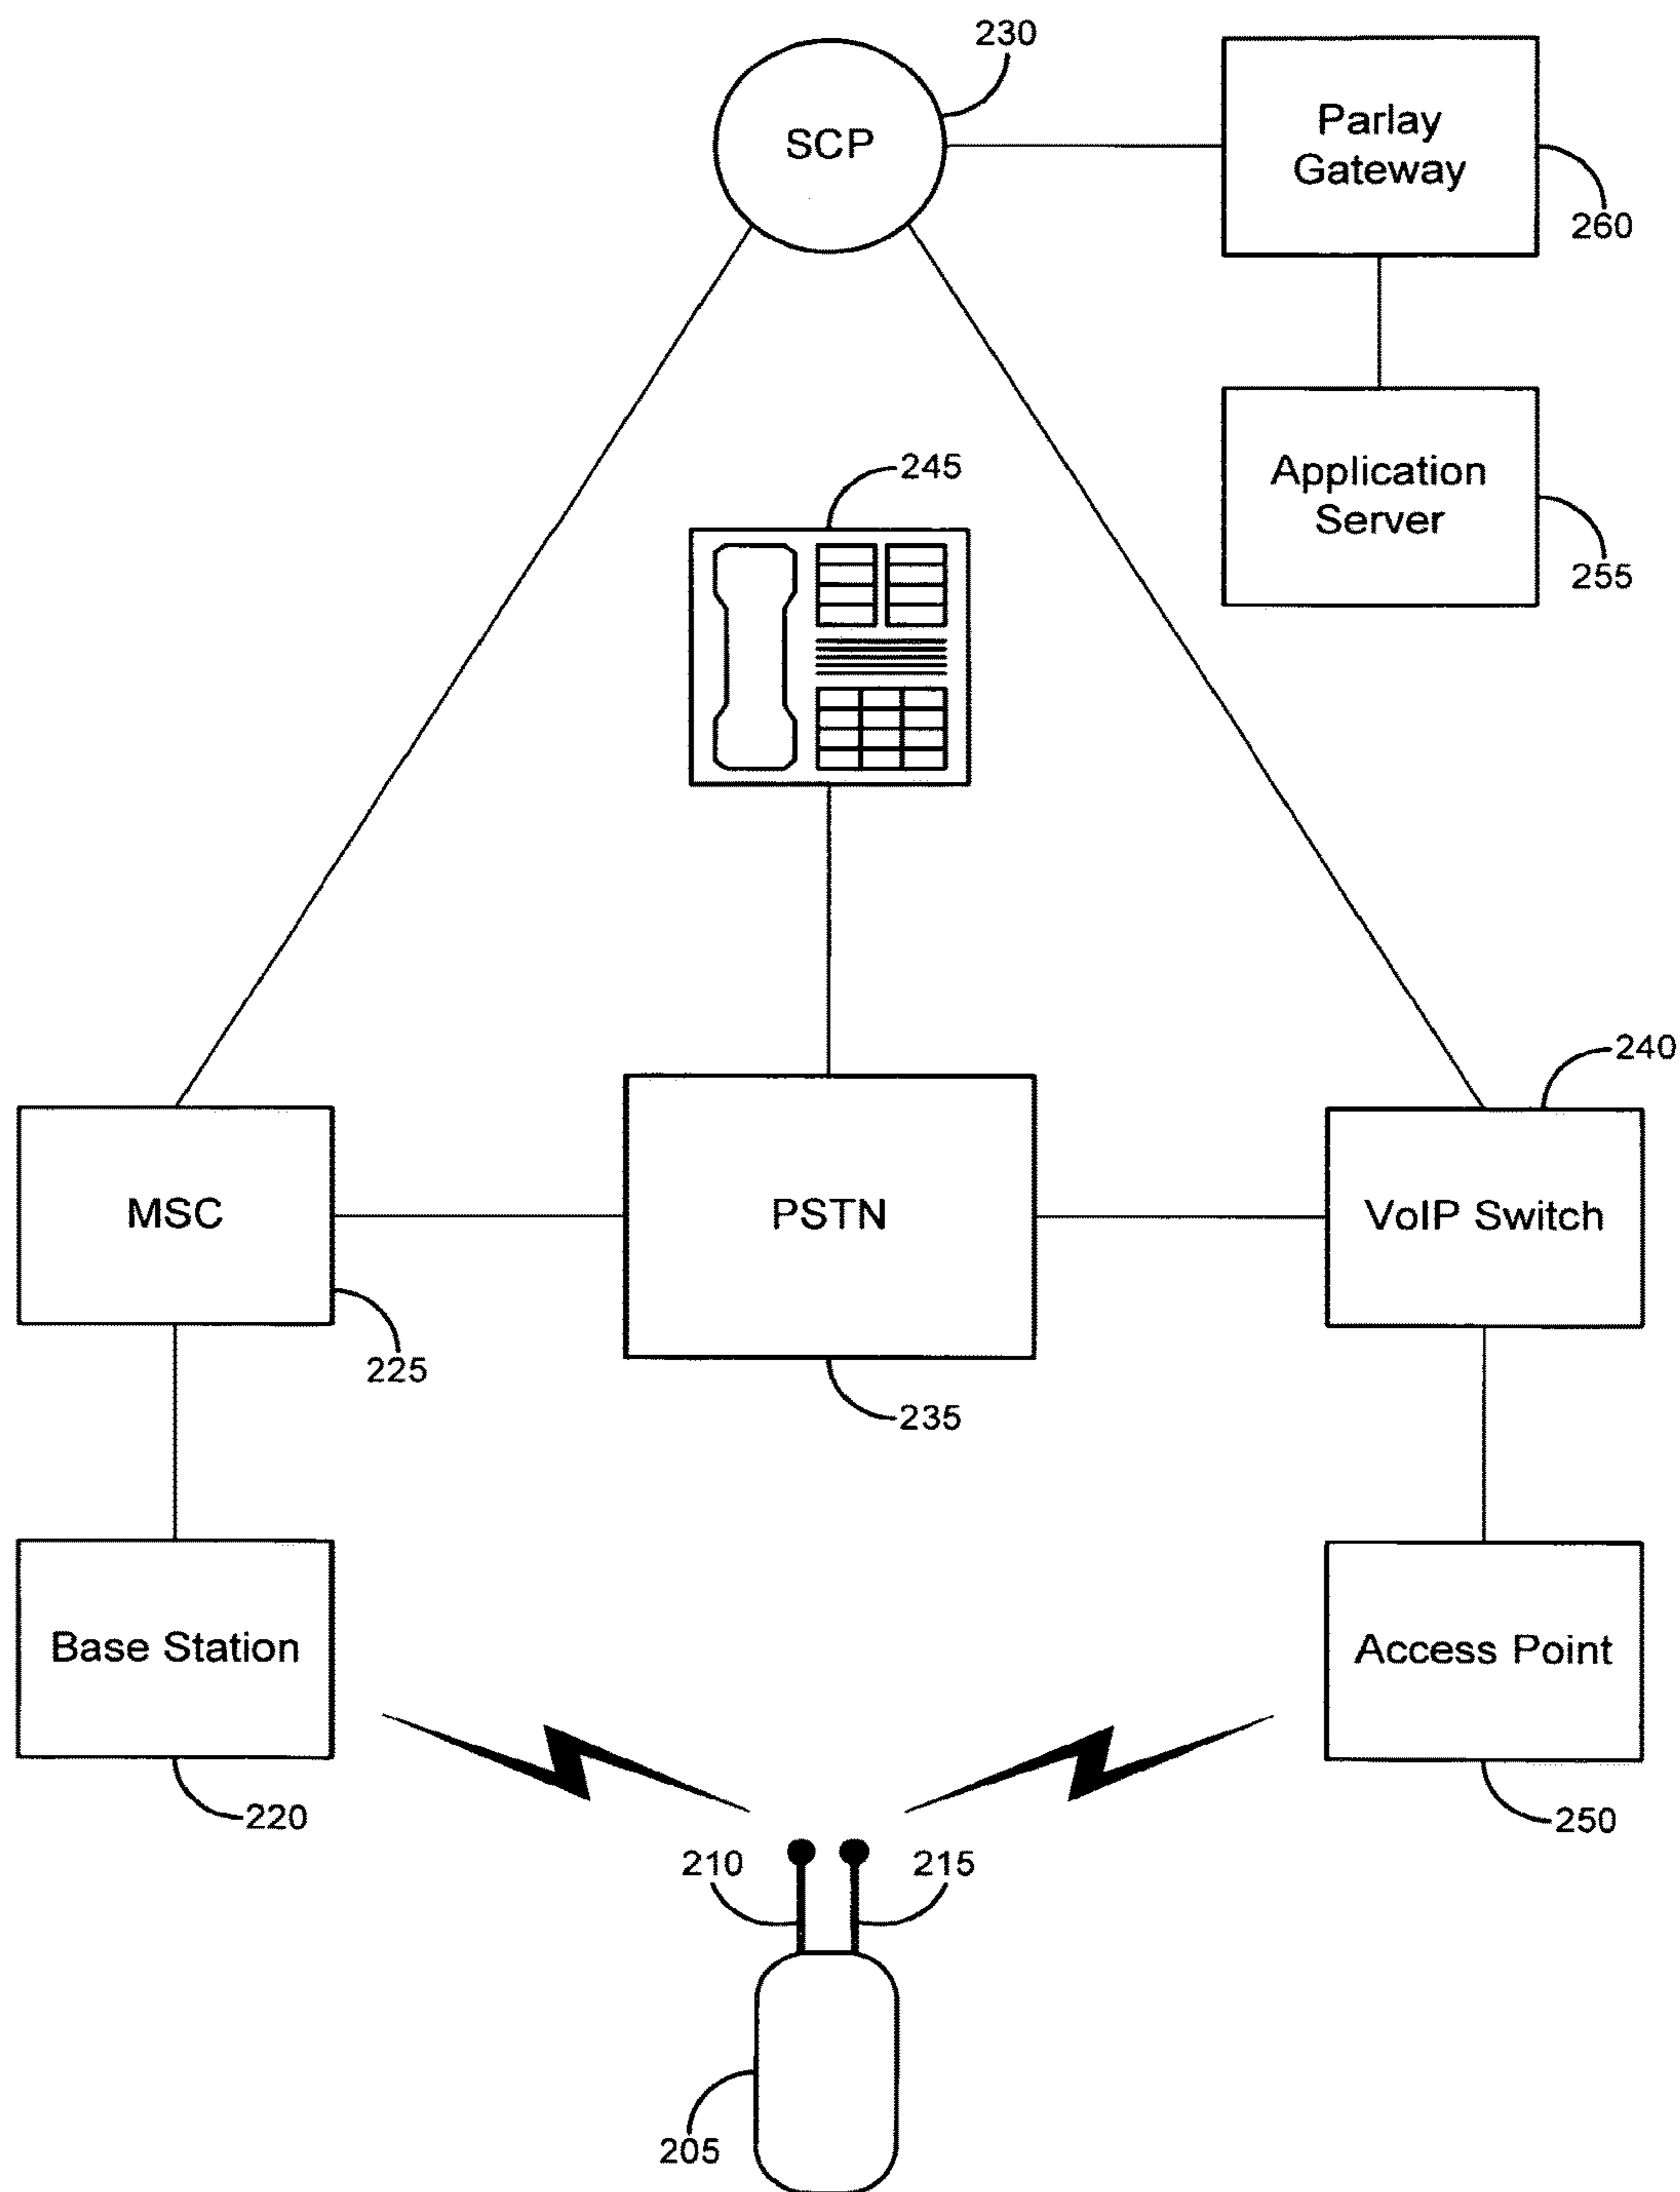 230
SCP
Parlay
Gateway
260
245
Application
Server
255
240
MSC
PSTN
VoIP Switch
225
235
Base Station
Access Point
220
250
210
215
205